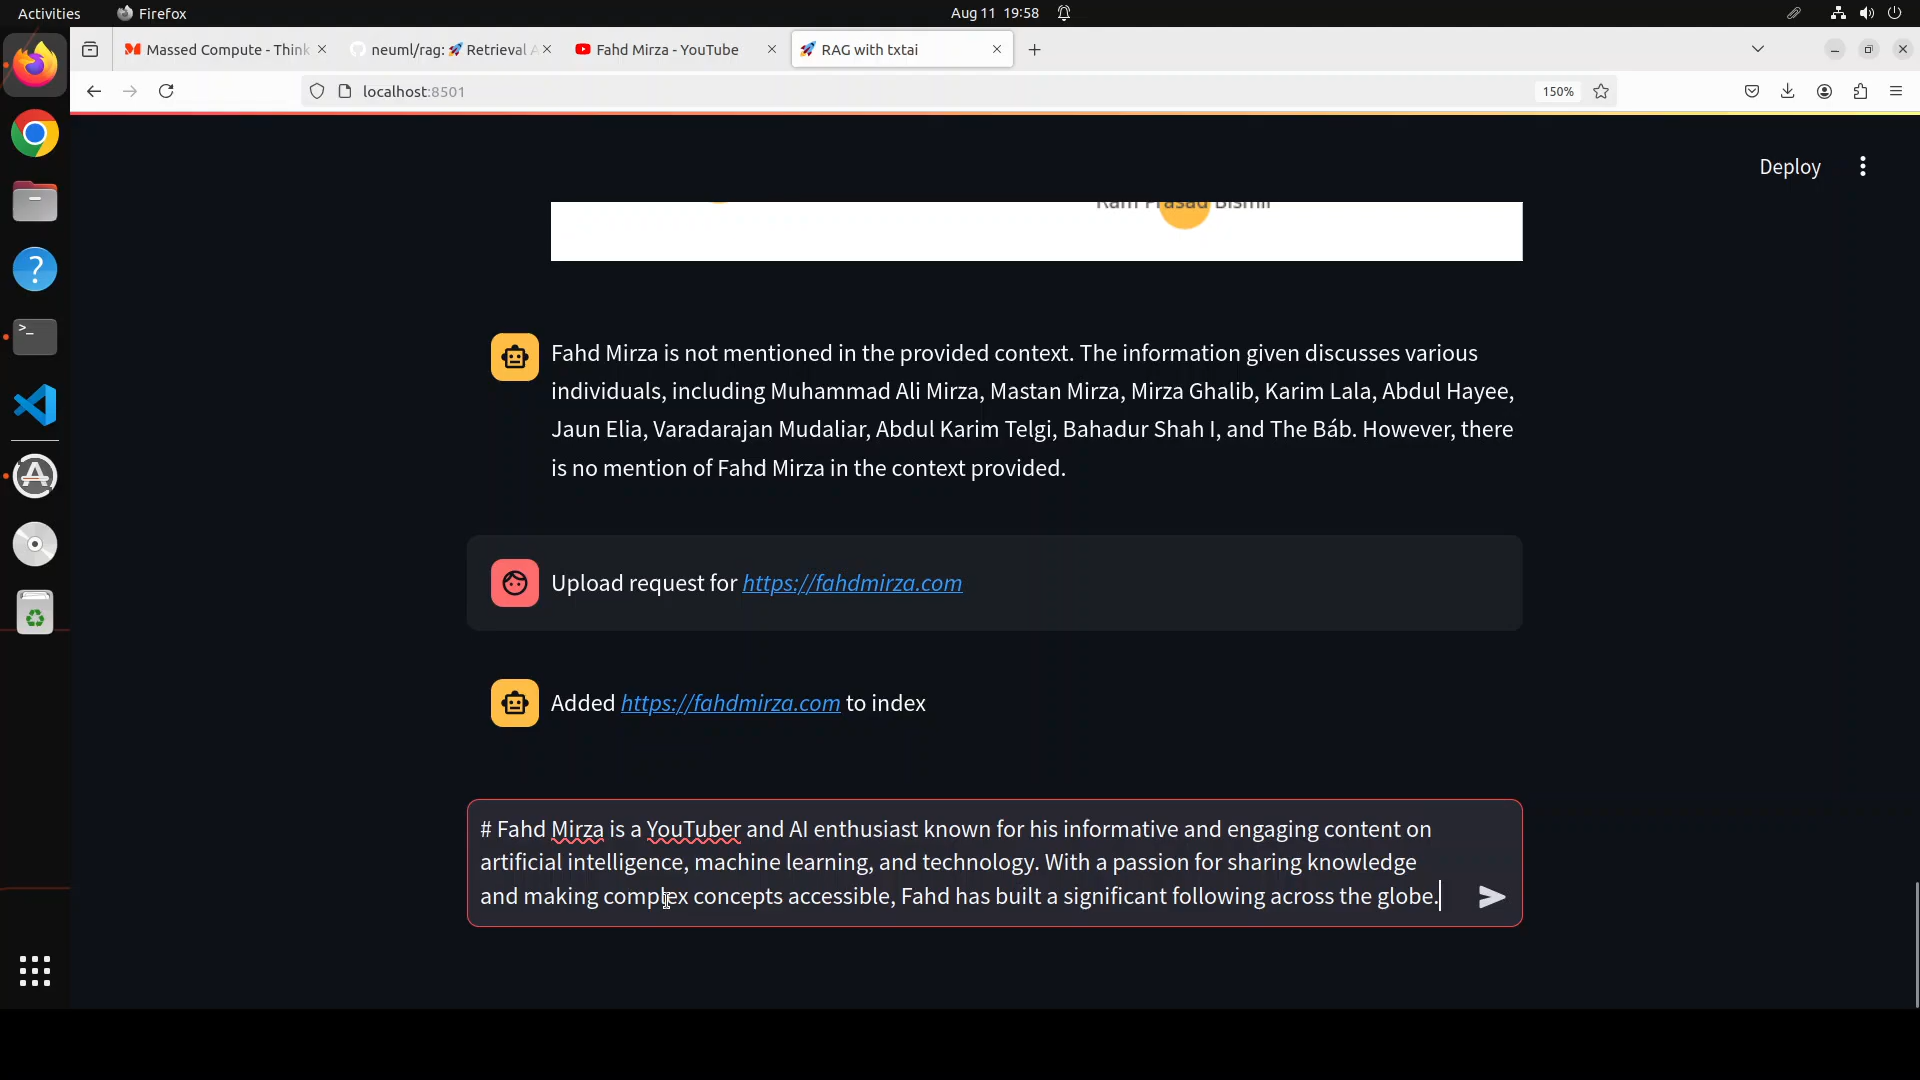 Activities
Firefox
Aug 11 19:58
Massed Compute - Think
neuml/rag: 🚀 Retrieval A
Fahd Mirza - YouTube
🚀 RAG with txtai
localhost:8501
150%
Deploy
Ram Prasad Bismil
Fahd Mirza is not mentioned in the provided context. The information given discusses various
individuals, including Muhammad Ali Mirza, Mastan Mirza, Mirza Ghalib, Karim Lala, Abdul Hayee,
Jaun Elia, Varadarajan Mudaliar, Abdul Karim Telgi, Bahadur Shah I, and The Báb. However, there
is no mention of Fahd Mirza in the context provided.
Upload request for https://fahdmirza.com
Added https://fahdmirza.com to index
# Fahd Mirza is a YouTuber and AI enthusiast known for his informative and engaging content on
artificial intelligence, machine learning, and technology. With a passion for sharing knowledge
and making complex concepts accessible, Fahd has built a significant following across the globe.